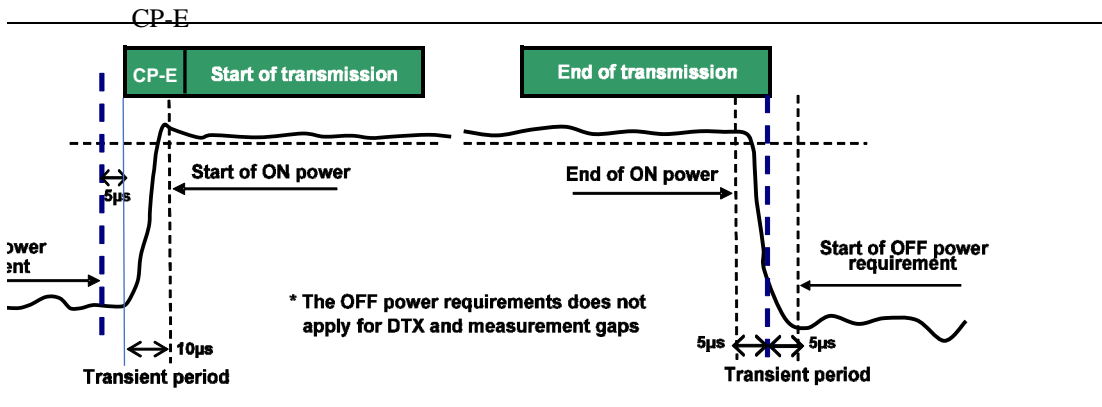 CP-E
CP-E
Start of transmission
End of transmission
Start of ON power
End of ON power
5µs
Start of OFF power
requirement
* The OFF power requirements does not
apply for DTX and measurement gaps
10µs
5µs
5µs
Transient period
Transient period